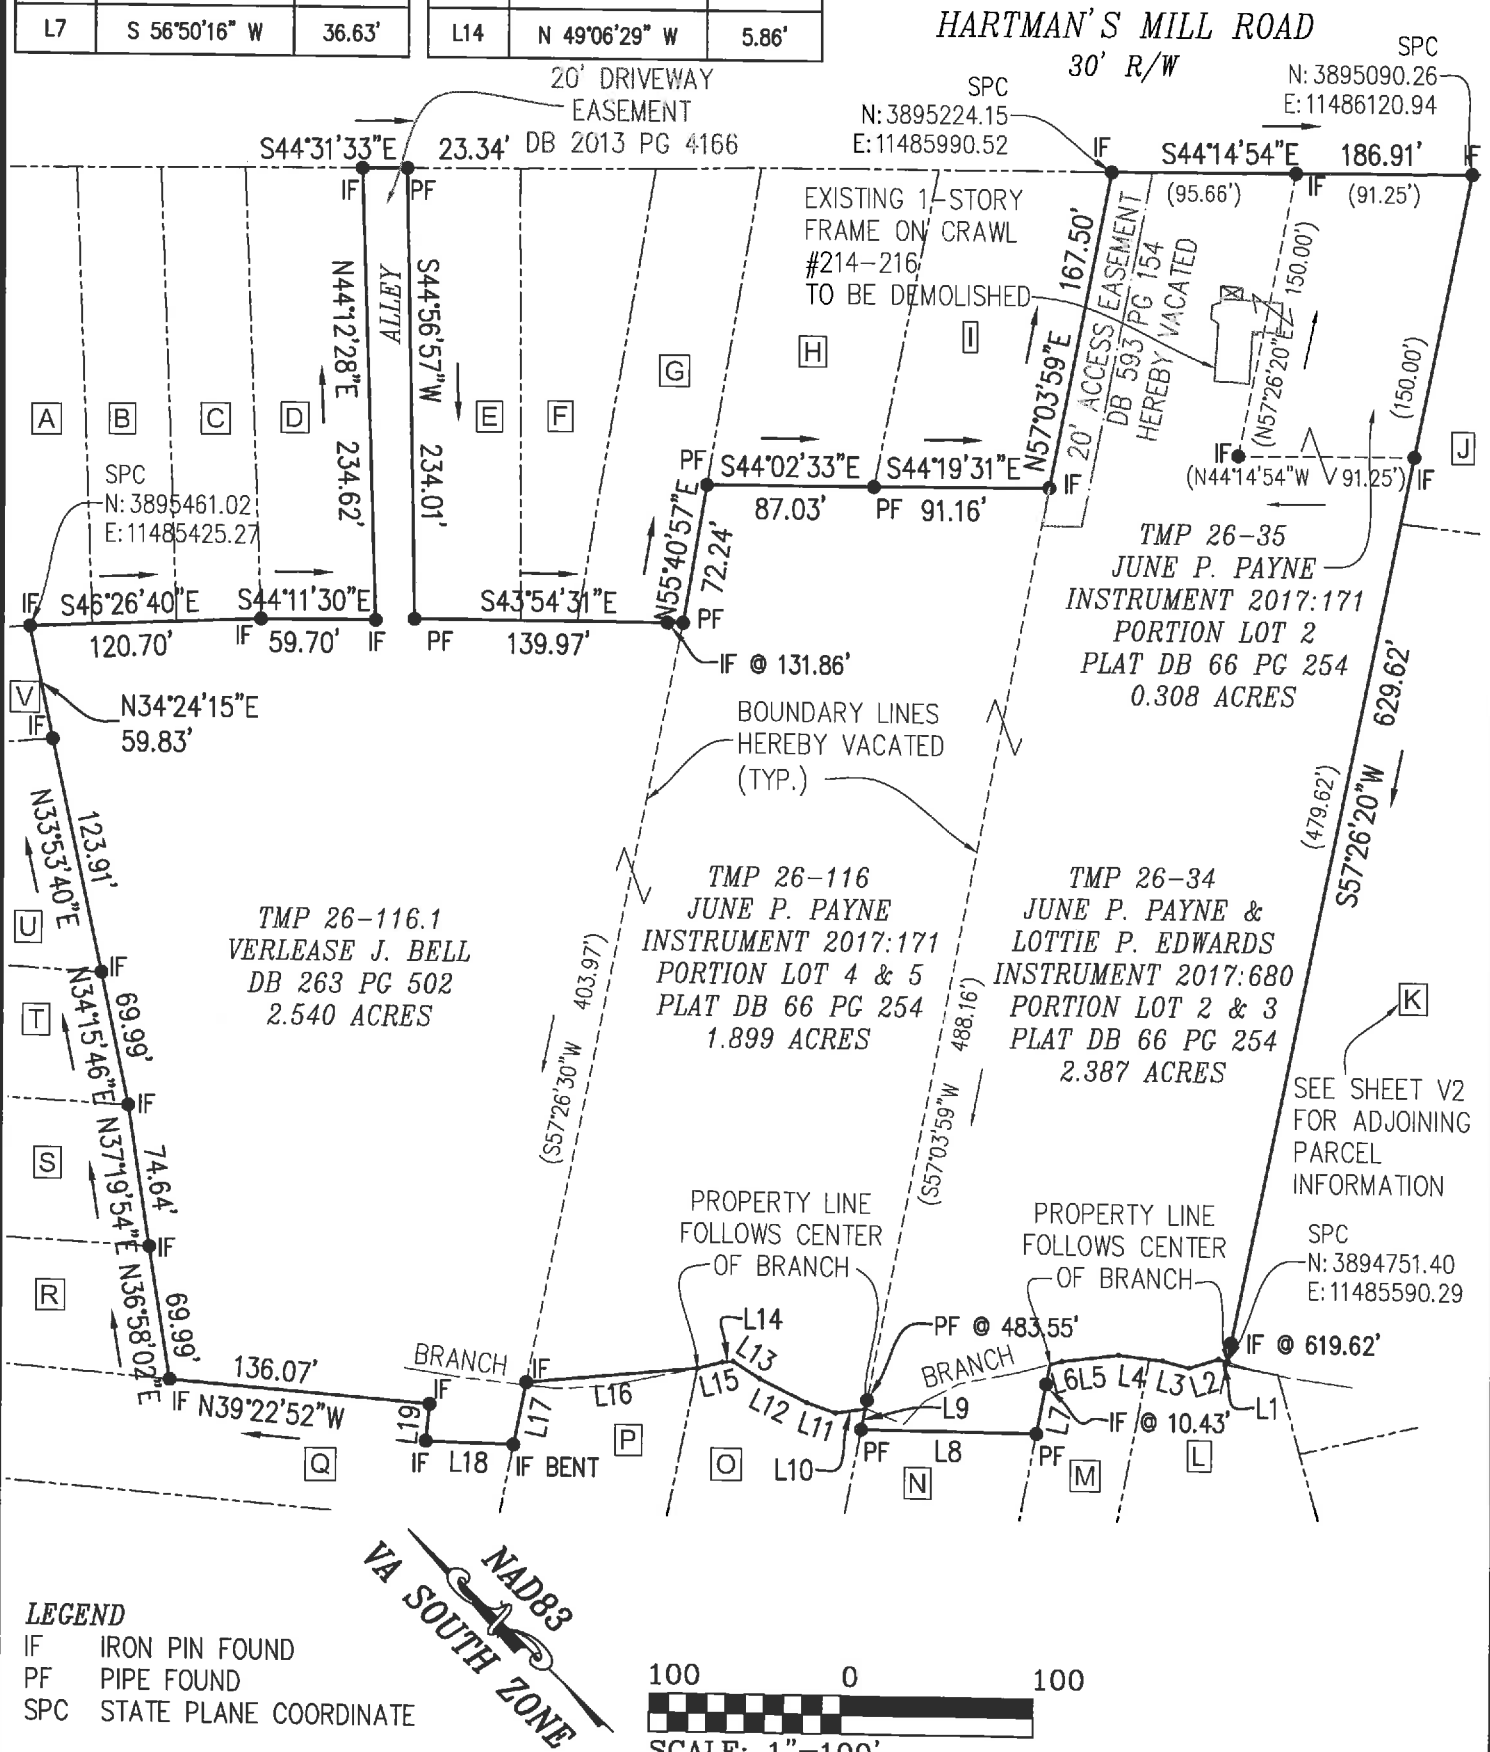 L7 S 56°50'16" W 36.63'
L14 N 49°06'29" W 5.86'
HARTMAN'S MILL ROAD
30' R/W
SPC
N: 3895090.26
E: 11486120.94
SPC
N: 3895224.15
E: 11485990.52
20' DRIVEWAY
EASEMENT
DB 2013 PG 4166
S44°31'33"E 23.34'
IF
PF
IF
S44°14'54"E 186.91'
(95.66')
IF
(91.25')
IF
EXISTING 1-STORY
FRAME ON CRAWL
#214-216
TO BE DEMOLISHED
N44°12'28"E 234.62'
ALLEY
S44°56'57"W 234.01'
N57°03'59"E 167.50'
20' ACCESS EASEMENT
DB 593 PG 154
HEREBY VACATED
(N57°26'20"E 150.00')
(150.00')
A
B
C
D
E
F
G
H
I
J
IF
(N44°14'54"W 91.25')
IF
SPC
N: 3895461.02
E: 11485425.27
PF
S44°02'33"E
87.03'
PF
S44°19'31"E
91.16'
IF
N55°40'57"E
72.24'
IF
S46°26'40"E
120.70'
IF
S44°11'30"E
59.70'
IF
PF
S43°54'31"E
139.97'
PF
IF @ 131.86'
TMP 26-35
JUNE P. PAYNE
INSTRUMENT 2017:171
PORTION LOT 2
PLAT DB 66 PG 254
0.308 ACRES
V
N34°24'15"E
59.83'
IF
BOUNDARY LINES
HEREBY VACATED
(TYP.)
S57°26'20"W 629.62'
(479.62')
N33°53'40"E
123.91'
U
IF
TMP 26-116.1
VERLEASE J. BELL
DB 263 PG 502
2.540 ACRES
TMP 26-116
JUNE P. PAYNE
INSTRUMENT 2017:171
PORTION LOT 4 & 5
PLAT DB 66 PG 254
1.899 ACRES
TMP 26-34
JUNE P. PAYNE &
LOTTIE P. EDWARDS
INSTRUMENT 2017:680
PORTION LOT 2 & 3
PLAT DB 66 PG 254
2.387 ACRES
(S57°26'30"W 403.97')
(S57°03'59"W 488.16')
K
SEE SHEET V2
FOR ADJOINING
PARCEL
INFORMATION
T
N34°15'46"E
69.99'
IF
S
N37°19'54"E
74.64'
IF
R
N36°58'02"E
69.99'
PROPERTY LINE
FOLLOWS CENTER
OF BRANCH
PROPERTY LINE
FOLLOWS CENTER
OF BRANCH
SPC
N: 3894751.40
E: 11485590.29
IF @ 619.62'
136.07'
IF N39°22'52"W
IF
BRANCH
IF
L14
L13
PF @ 483.55'
BRANCH
L16
L15
L12
L11
L9
L6
L5
L4
L3
L2
L1
L19
L17
L7
IF @ 10.43'
IF
L18
IF BENT
L10
PF
L8
PF
Q
P
O
N
M
L
NAD83
VA SOUTH ZONE
LEGEND
IF IRON PIN FOUND
PF PIPE FOUND
SPC STATE PLANE COORDINATE
100 0 100
SCALE: 1"=100'